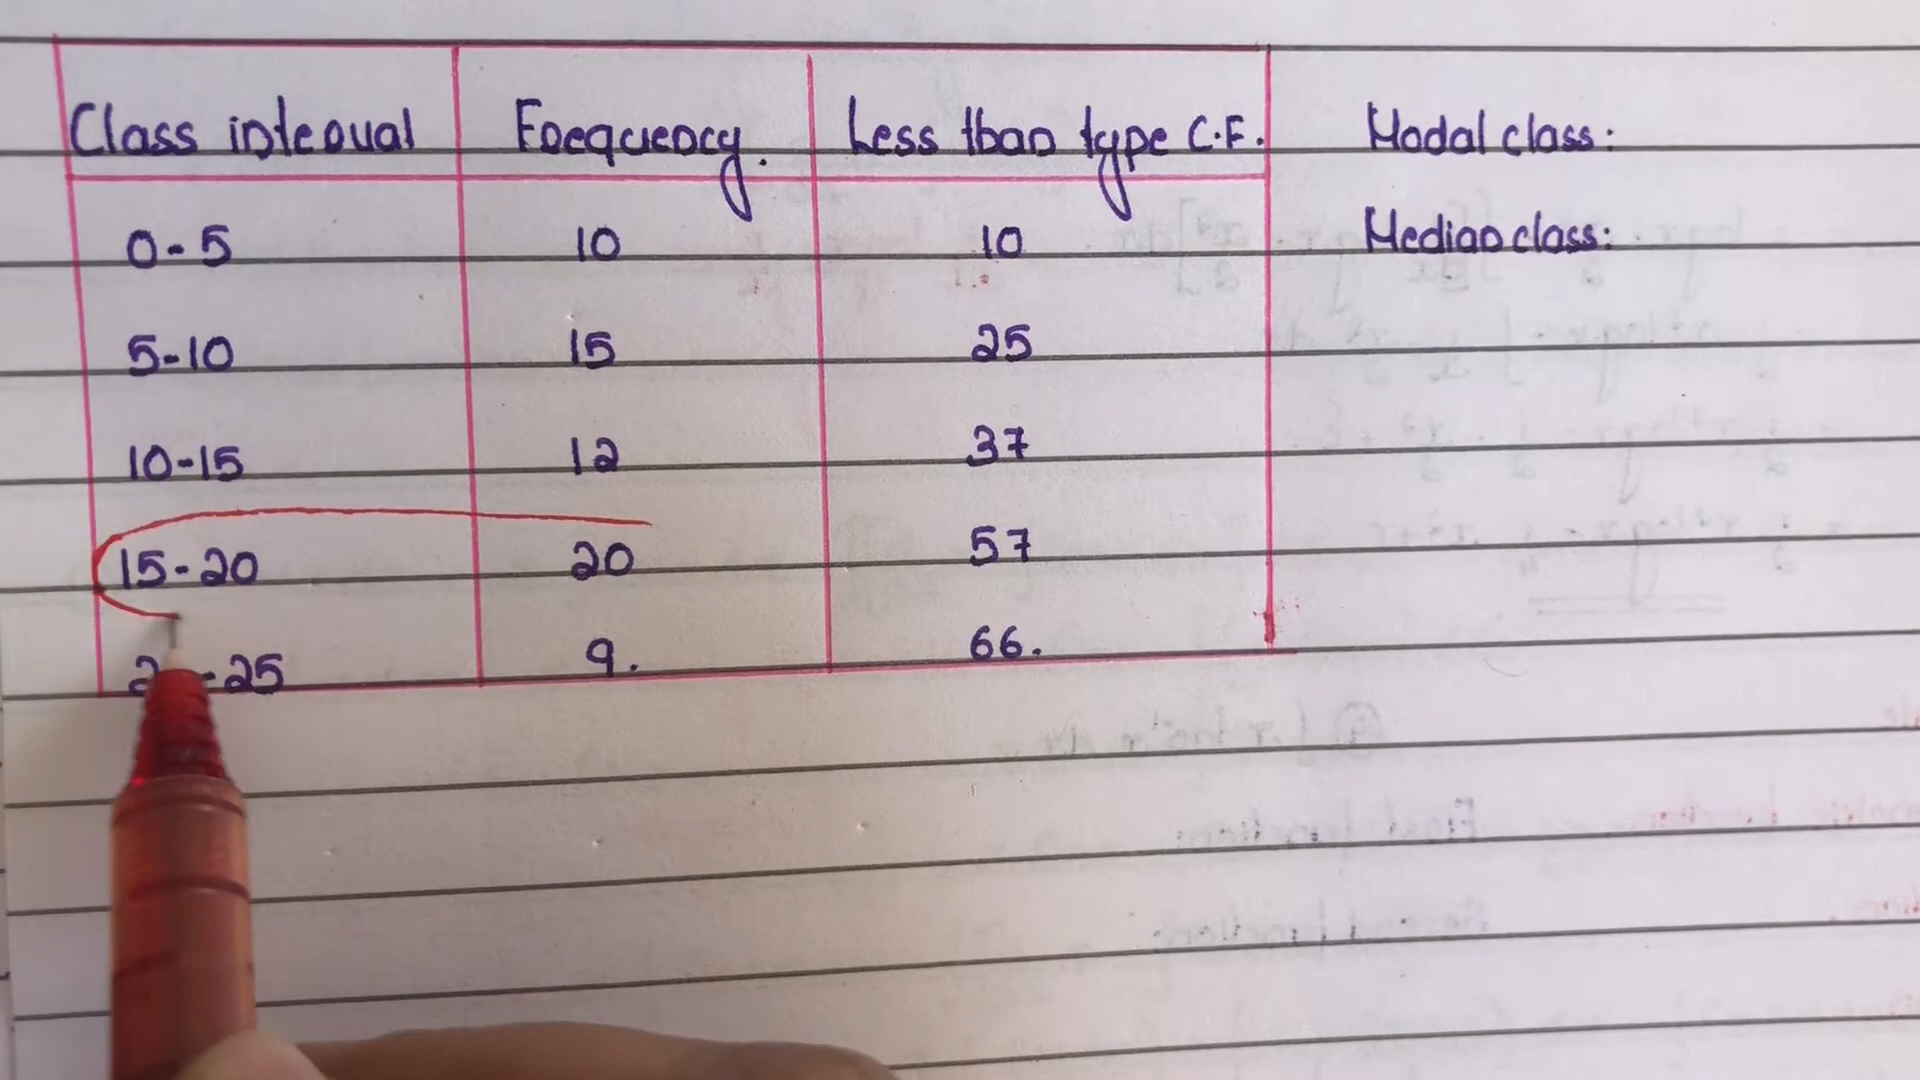 Class interval Frequency. Less than type C.F. Modal class:
0-5 10 10 Median class:
5-10 15 25
10-15 12 37
15-20 20 57
2 -25 9. 66.